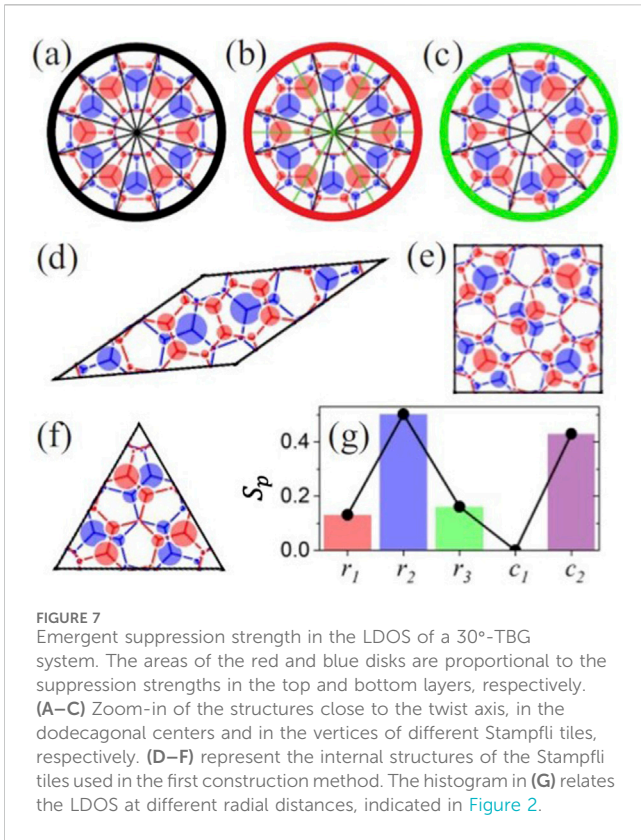 (a) (b) (c)
(d) (e)
(f) (g)
0.4
0.2
0.0
Sp
r1 r2 r3 c1 c2
FIGURE 7
Emergent suppression strength in the LDOS of a 30°-TBG
system. The areas of the red and blue disks are proportional to the
suppression strengths in the top and bottom layers, respectively.
(A–C) Zoom-in of the structures close to the twist axis, in the
dodecagonal centers and in the vertices of different Stampfli tiles,
respectively. (D–F) represent the internal structures of the Stampfli
tiles used in the first construction method. The histogram in (G) relates
the LDOS at different radial distances, indicated in Figure 2.